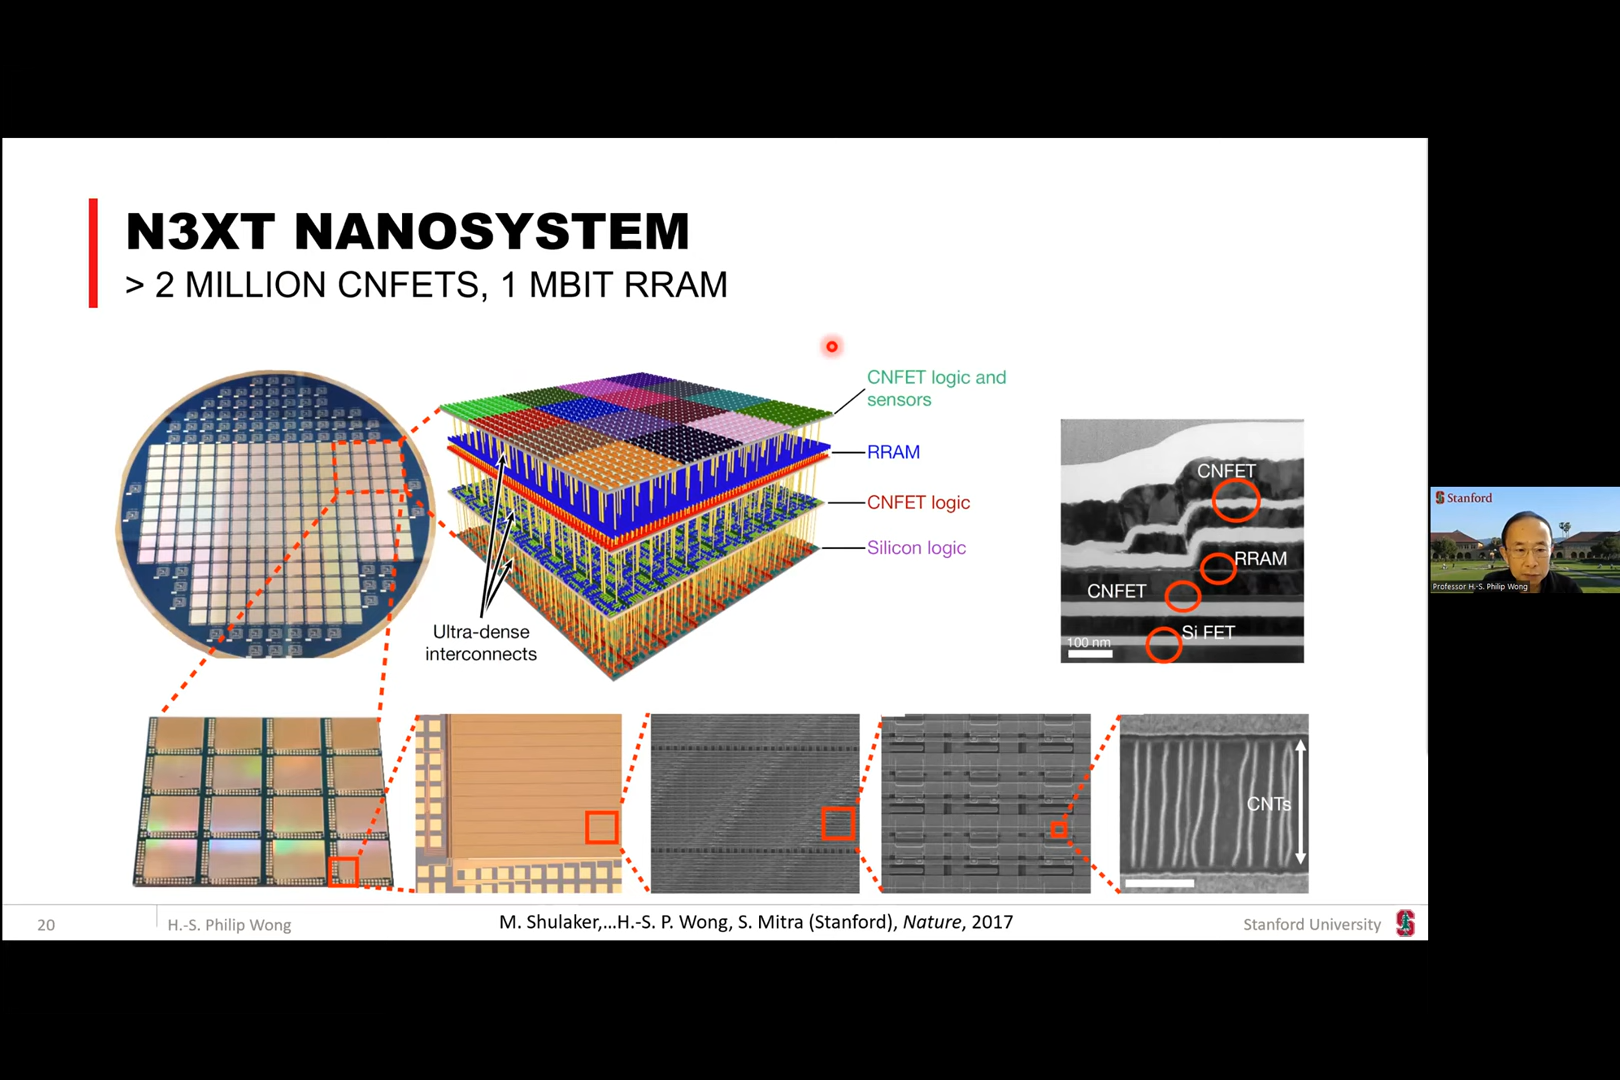 N3XT NANOSYSTEM
> 2 MILLION CNFETS, 1 MBIT RRAM
CNFET logic and
sensors
RRAM
CNFET logic
Silicon logic
Ultra-dense
interconnects
CNFET
RRAM
CNFET
Si FET
100 nm
CNTs
20
H.-S. Philip Wong
M. Shulaker,...H.-S. P. Wong, S. Mitra (Stanford), Nature, 2017
Stanford University
Stanford
Professor H.-S. Philip Wong